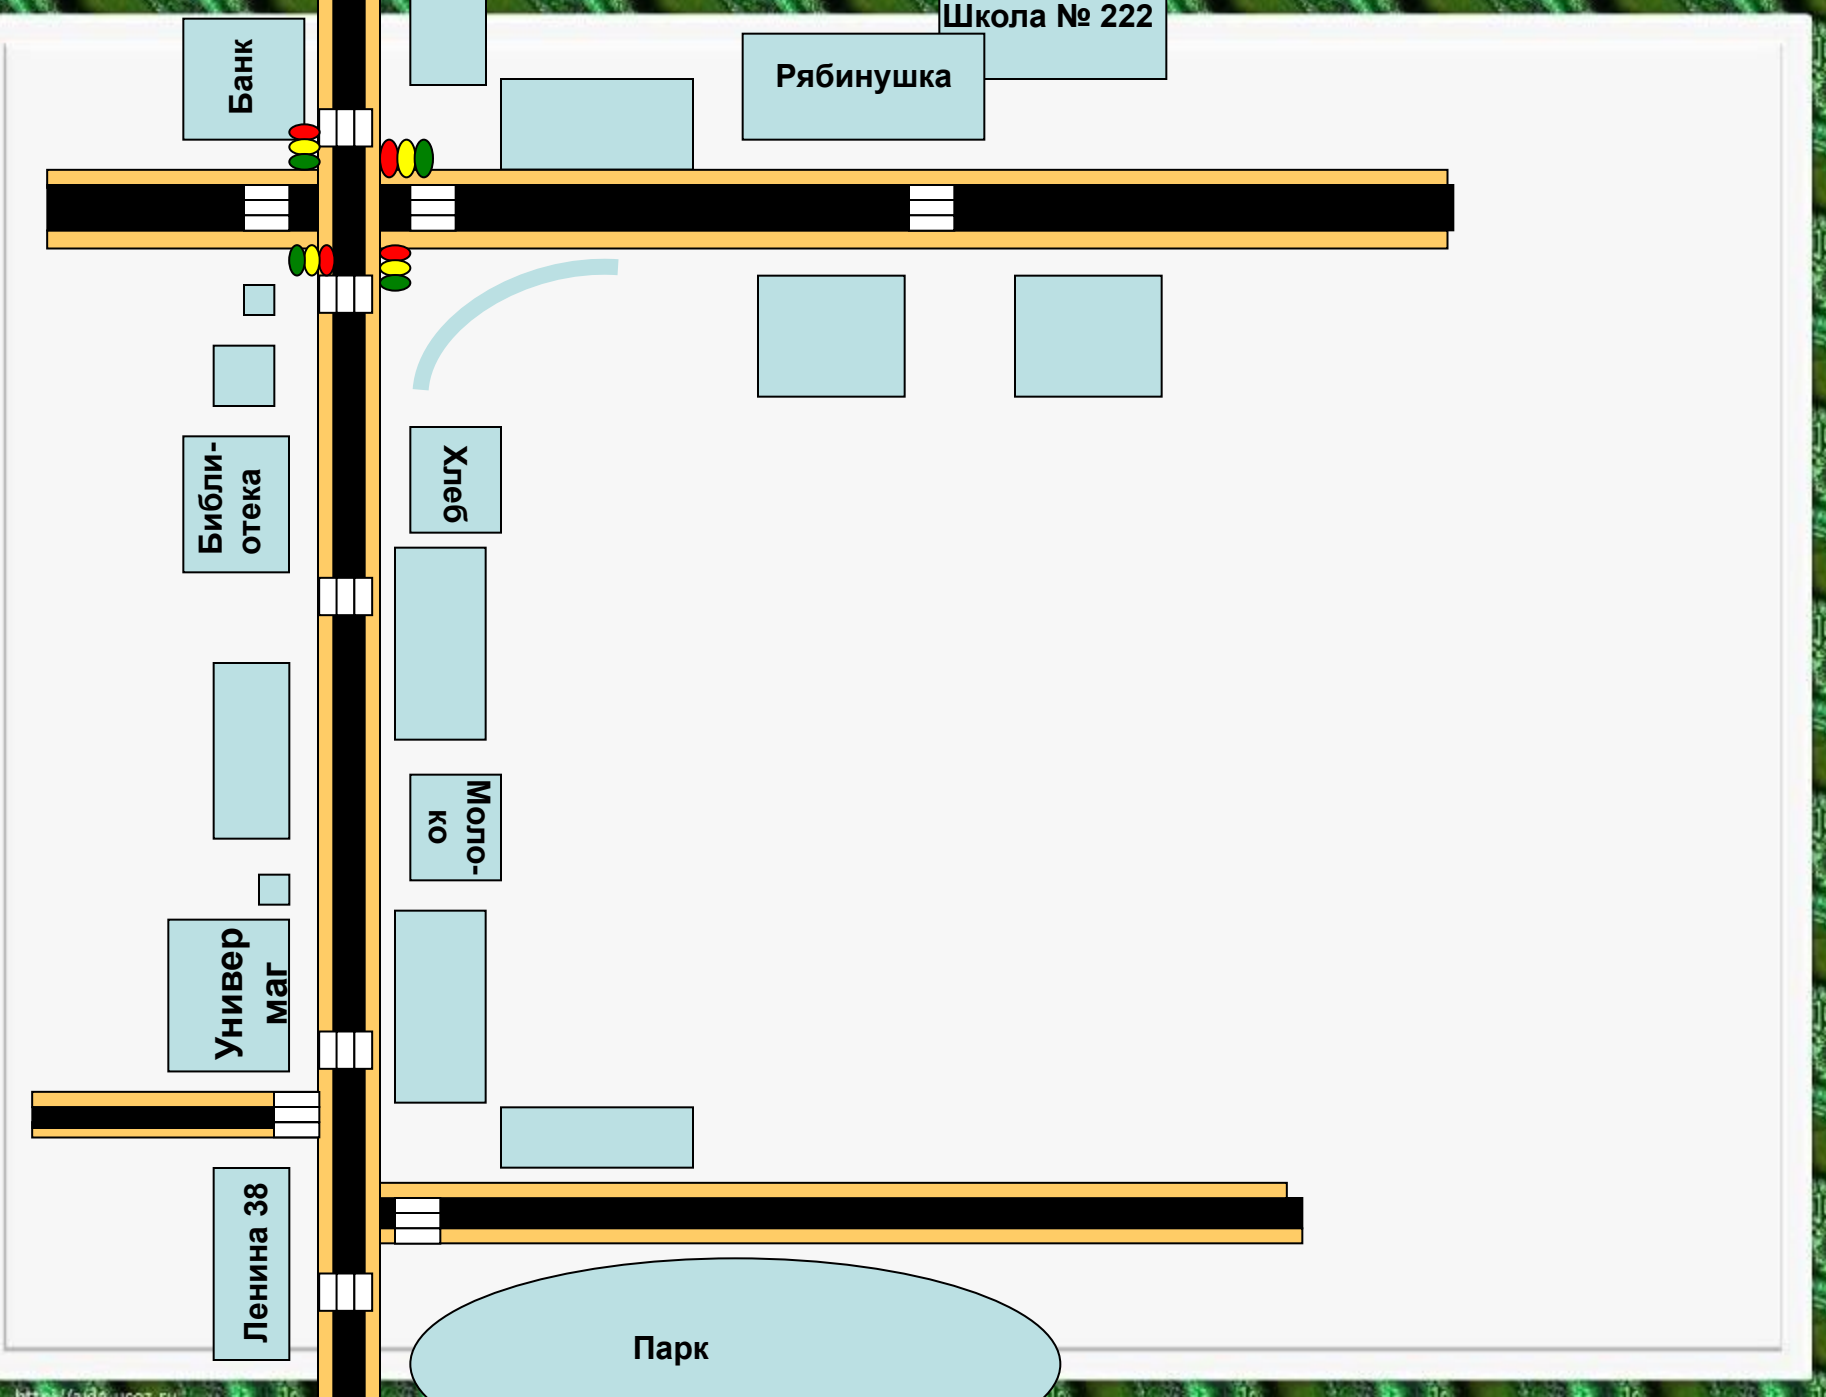 Школа № 222
Рябинушка
Банк
Библи-
отека
Хлеб
Моло-
ко
Универ
маг
Ленина 38
Парк